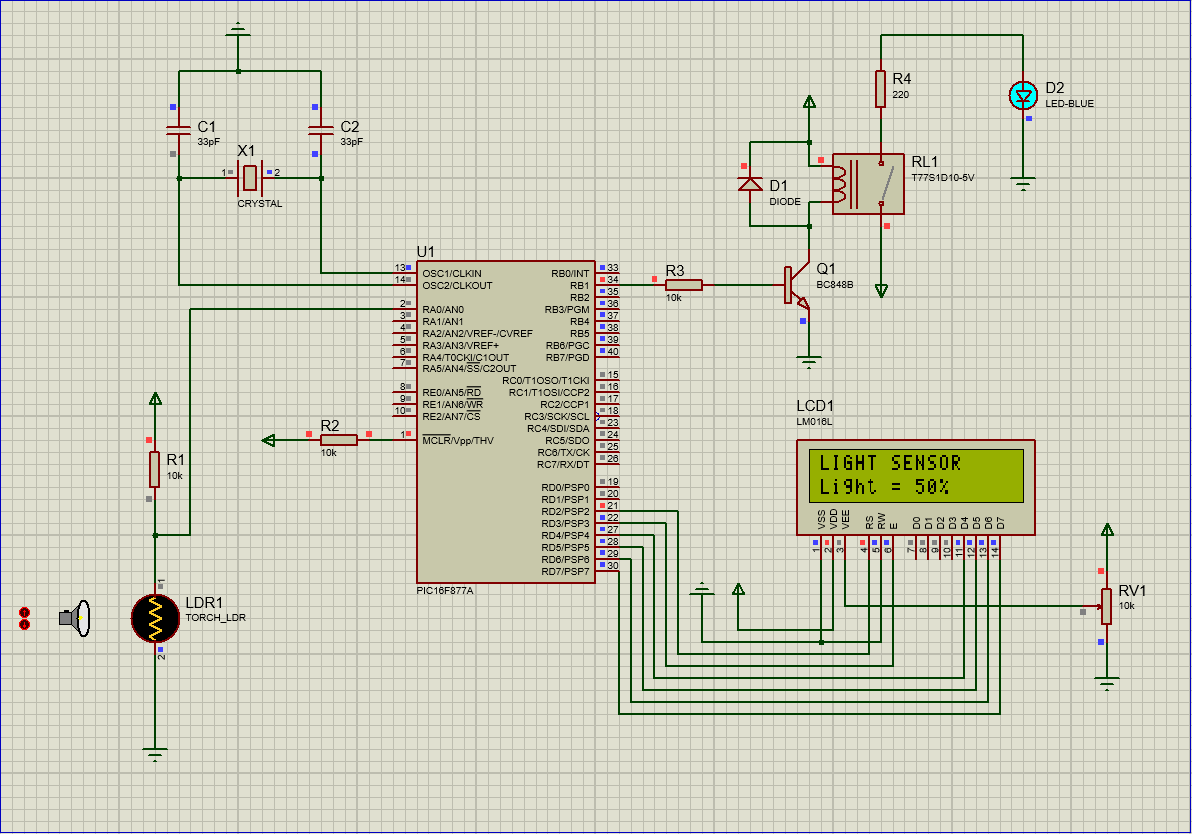 C1
33pF
C2
33pF
X1
1
2
CRYSTAL
R4
220
D2
LED-BLUE
D1
DIODE
RL1
T77S1D10-5V
U1
13 OSC1/CLKIN
14 OSC2/CLKOUT
2 RA0/AN0
3 RA1/AN1
4 RA2/AN2/VREF-/CVREF
5 RA3/AN3/VREF+
6 RA4/T0CKI/C1OUT
7 RA5/AN4/SS/C2OUT
8 RE0/AN5/RD
9 RE1/AN6/WR
10 RE2/AN7/CS
1 MCLR/Vpp/THV
RB0/INT 33
RB1 34
RB2 35
RB3/PGM 36
RB4 37
RB5 38
RB6/PGC 39
RB7/PGD 40
RC0/T1OSO/T1CKI 15
RC1/T1OSI/CCP2 16
RC2/CCP1 17
RC3/SCK/SCL 18
RC4/SDI/SDA 23
RC5/SDO 24
RC6/TX/CK 25
RC7/RX/DT 26
RD0/PSP0 19
RD1/PSP1 20
RD2/PSP2 21
RD3/PSP3 22
RD4/PSP4 27
RD5/PSP5 28
RD6/PSP6 29
RD7/PSP7 30
PIC16F877A
R3
10k
Q1
BC848B
R2
10k
R1
10k
LDR1
TORCH_LDR
1
2
LCD1
LM016L
LIGHT SENSOR
Light = 50%
VSS VDD VEE RS RW E D0 D1 D2 D3 D4 D5 D6 D7
1 2 3 4 5 6 7 8 9 10 11 12 13 14
RV1
10k